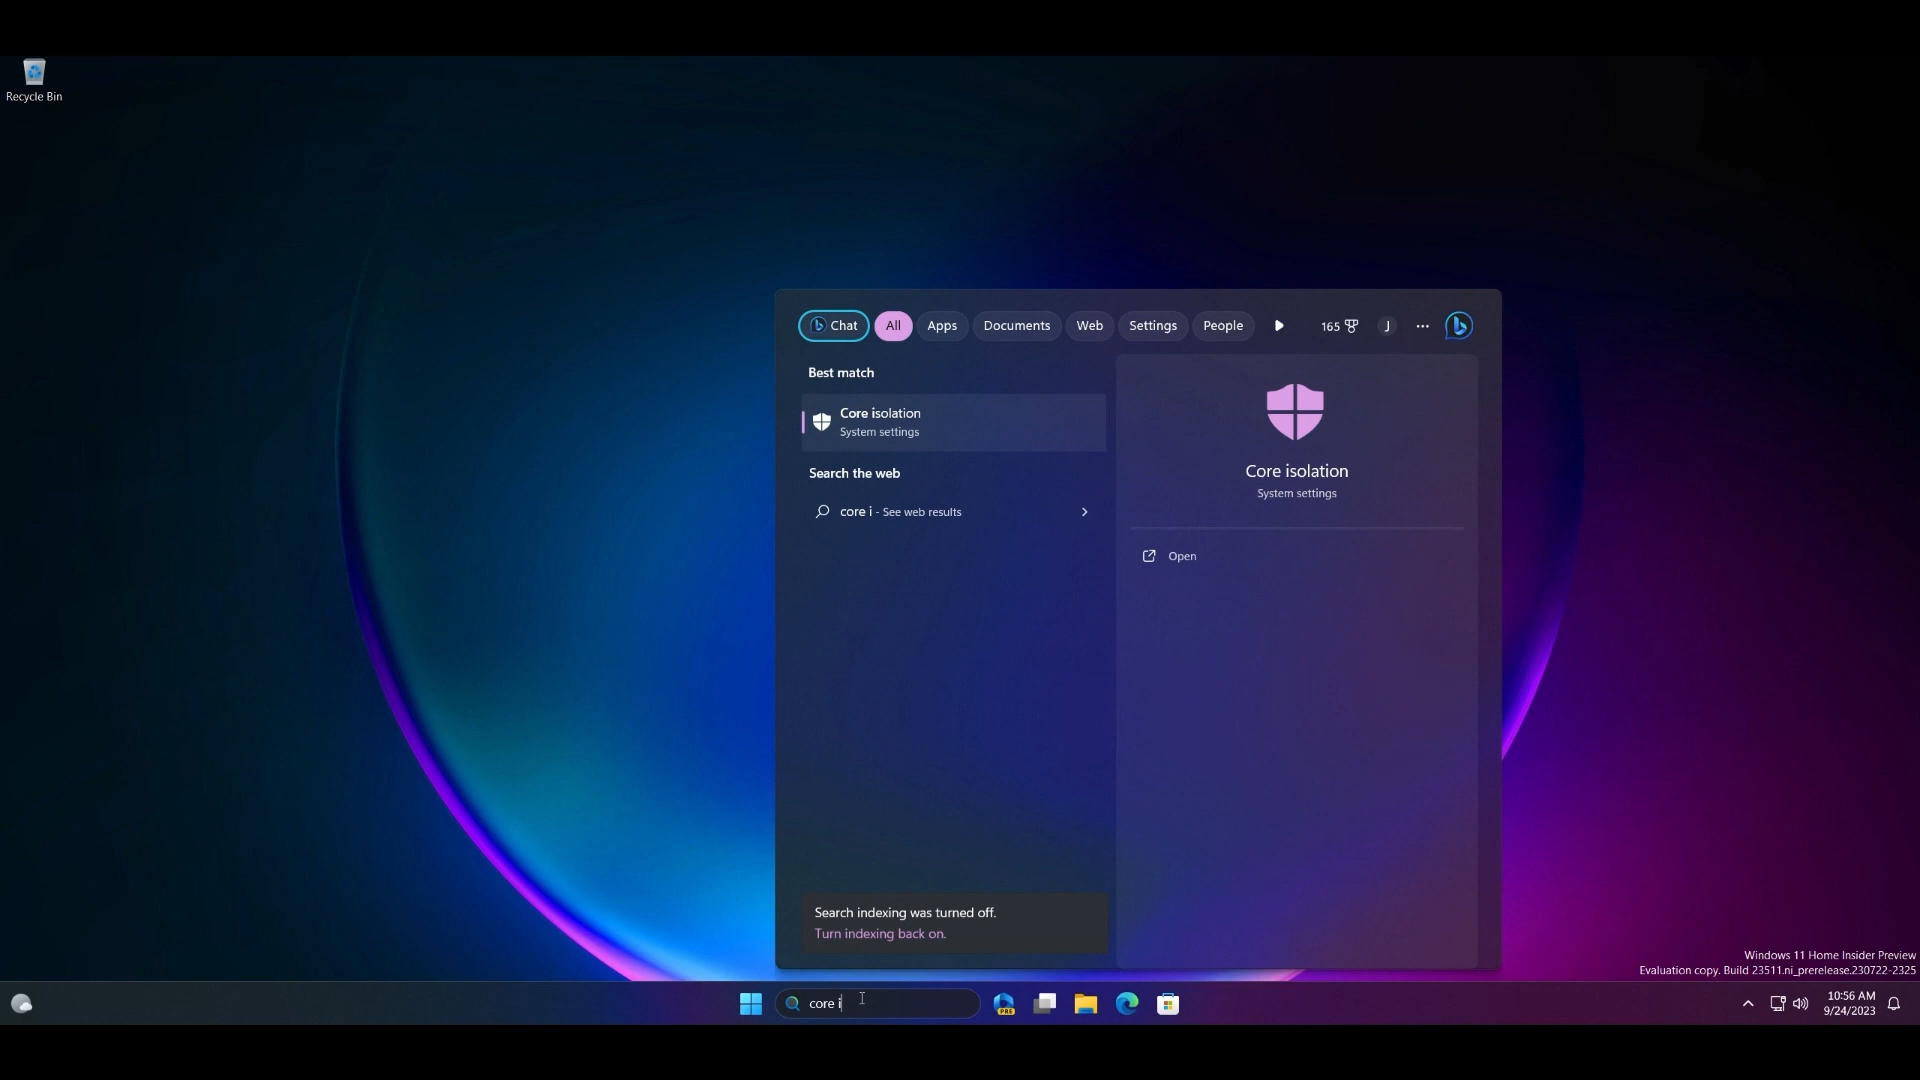 Recycle Bin
Chat
All
Apps
Documents
Web
Settings
People
165
J
Best match
Core isolation
System settings
Search the web
core i - See web results
Core isolation
System settings
Open
Search indexing was turned off.
Turn indexing back on.
Windows 11 Home Insider Preview
Evaluation copy. Build 23511.ni_prerelease.230722-2325
core i
PRE
10:56 AM
9/24/2023